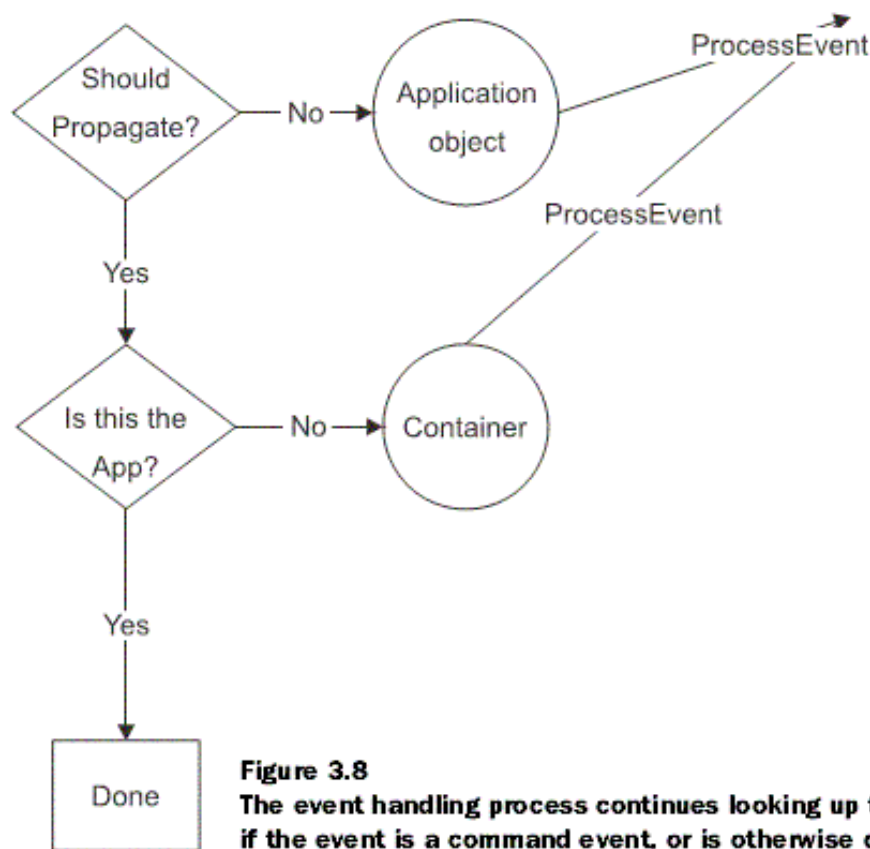 Should
Propagate?
No
Application
object
ProcessEvent
ProcessEvent
Yes
Is this the
App?
No
Container
Yes
Done
Figure 3.8
The event handling process continues looking up
if the event is a command event, or is otherwise